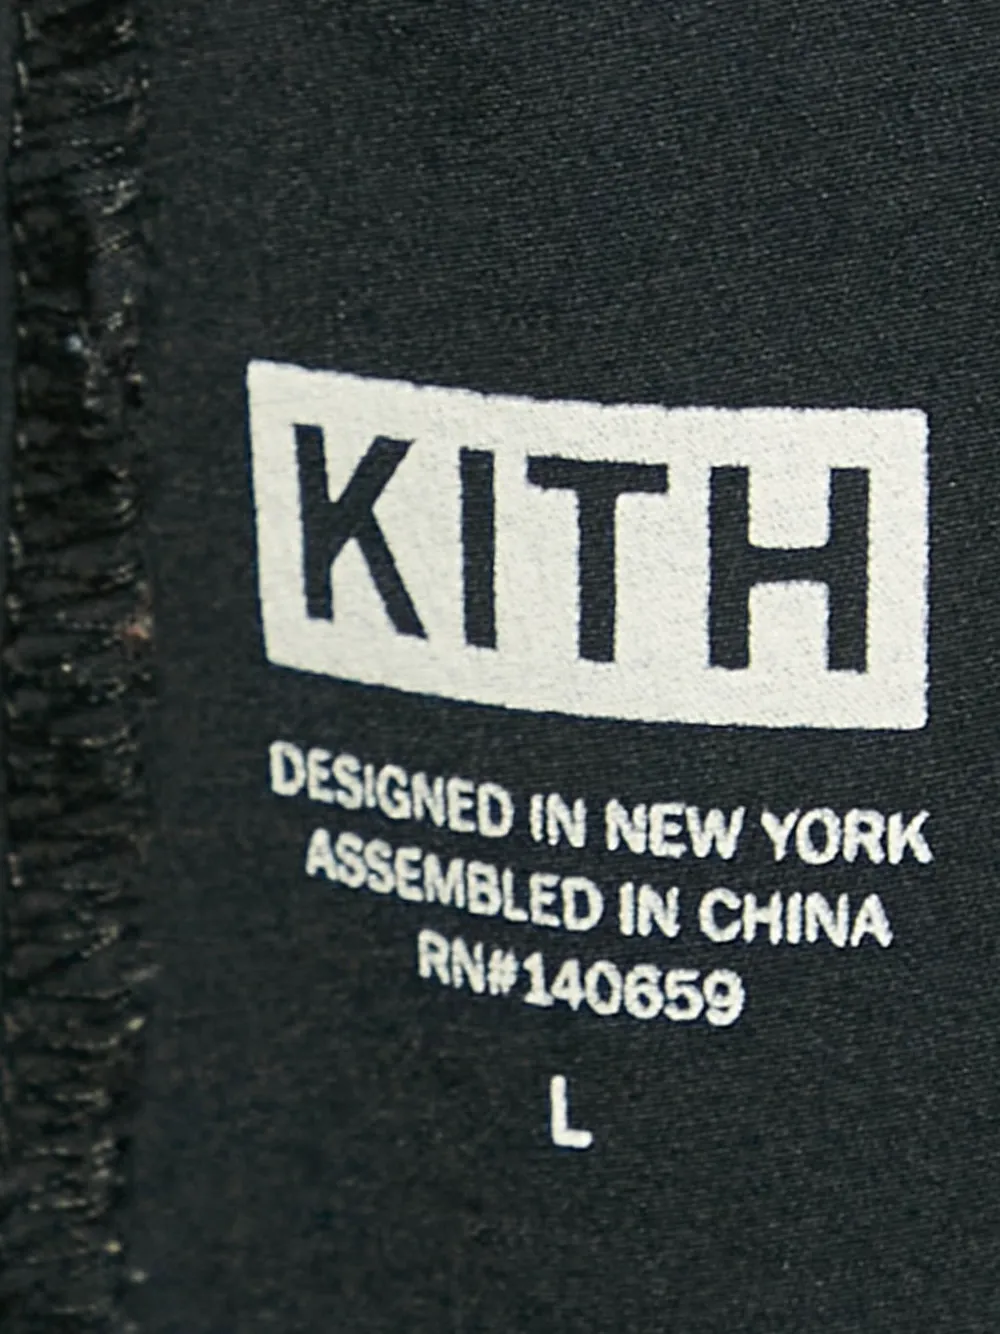 KITH
DESIGNED IN NEW YORK
ASSEMBLED IN CHINA
RN#140659
L